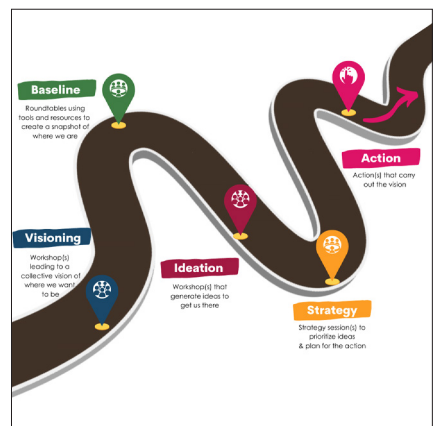 Baseline
Roundtables using
tools and resources to
create a snapshot of
where we are
Visioning
Workshop(s)
leading to a
collective vision of
where we want
to be
Ideation
Workshop(s) that
generate ideas to
get us there
Strategy
Strategy session(s) to
prioritize ideas
& plan for the action
Action
Action(s) that carry
out the vision